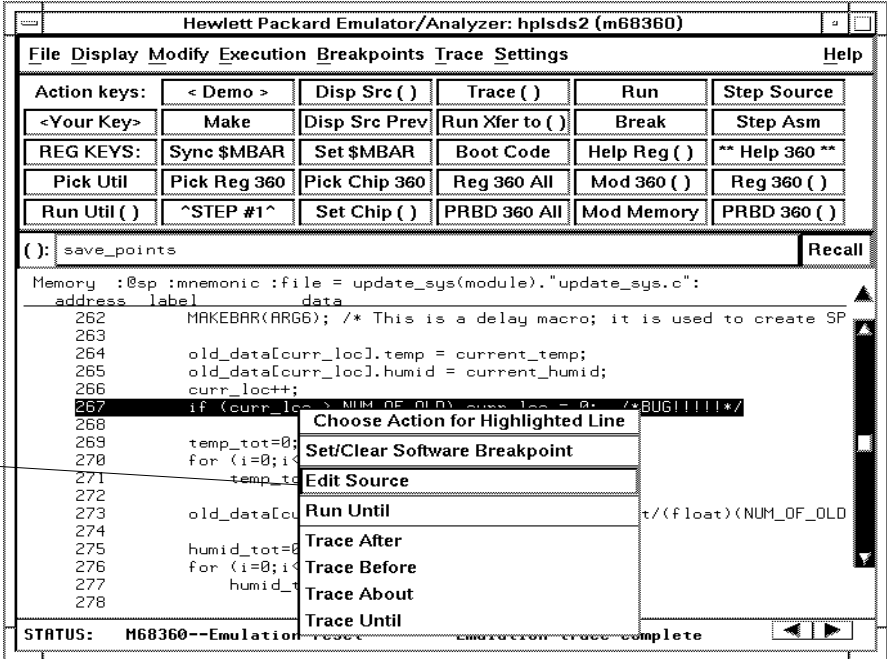 Hewlett Packard Emulator/Analyzer: hplsds2 (m68360)
File Display Modify Execution Breakpoints Trace Settings Help
Action keys: < Demo > Disp Src ( ) Trace ( ) Run Step Source
<Your Key> Make Disp Src Prev Run Xfer to ( ) Break Step Asm
REG KEYS: Sync $MBAR Set $MBAR Boot Code Help Reg ( ) ** Help 360 **
Pick Util Pick Reg 360 Pick Chip 360 Reg 360 All Mod 360 ( ) Reg 360 ( )
Run Util ( ) ^STEP #1^ Set Chip ( ) PRBD 360 All Mod Memory PRBD 360 ( )
( ): save_points Recall
Memory :@sp :mnemonic :file = update_sys(module)."update_sys.c":
address label data
262 MAKEBAR(ARG6); /* This is a delay macro; it is used to create SP
263
264 old_data[curr_loc].temp = current_temp;
265 old_data[curr_loc].humid = current_humid;
266 curr_loc++;
267 if (curr_loc > NUM_OF_OLD) curr_loc = 0; /*BUG!!!!!*/
268 Choose Action for Highlighted Line
269 temp_tot=0; Set/Clear Software Breakpoint
270 for (i=0;i<
271 temp_to Edit Source
272
273 old_data[cu Run Until t/(float)(NUM_OF_OLD
274
275 humid_tot=0 Trace After
276 for (i=0;i< Trace Before
277 humid_t Trace About
278
Trace Until
STATUS: M68360--Emulation reset Emulation trace complete